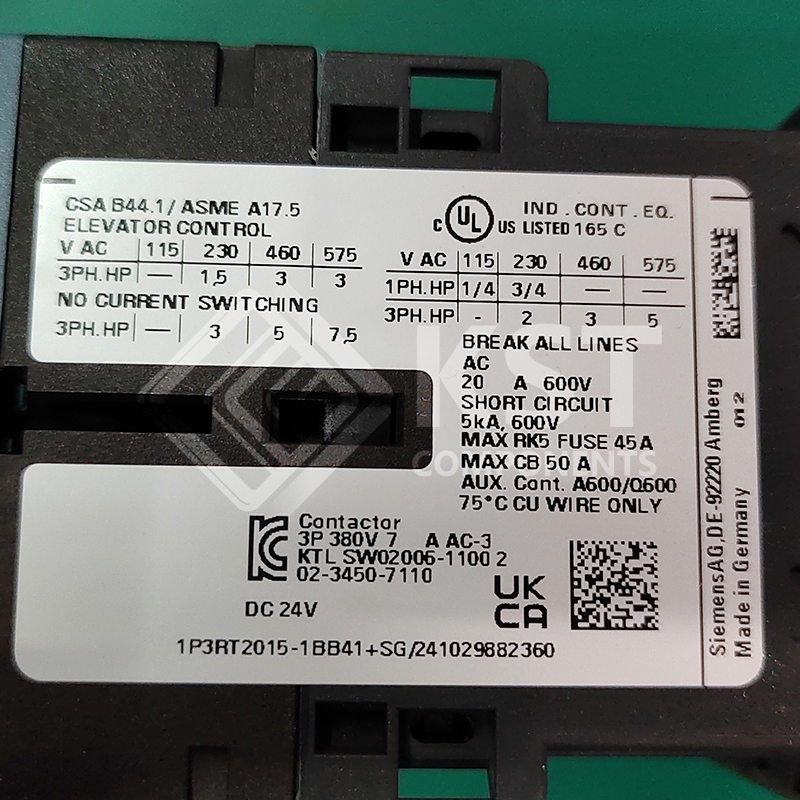 CSA B44.1/ ASME A17.5
ELEVATOR CONTROL
V AC | 115 | 230 | 460 | 575
3PH.HP | — | 1,5 | 3 | 3
NO CURRENT SWITCHING
3PH.HP | — | 3 | 5 | 7,5
C UL US
IND.CONT.EQ.
LISTED 165 C
V AC | 115 | 230 | 460 | 575
1PH.HP | 1/4 | 3/4 | — | —
3PH.HP | - | 2 | 3 | 5
BREAK ALL LINES
AC
20 A 600V
SHORT CIRCUIT
5kA, 600V
MAX RK5 FUSE 45A
MAX CB 50 A
AUX. Cont. A600/Q600
75°C CU WIRE ONLY
Contactor
3P 380V 7 A AC-3
KTL SW02006-1100 2
02-3450-7110
DC 24V
UK
CA
1P3RT2015-1BB41+SG/241029882360
SiemensAG,DE-92220 Amberg
Made in Germany 012
KST
COMPONENTS